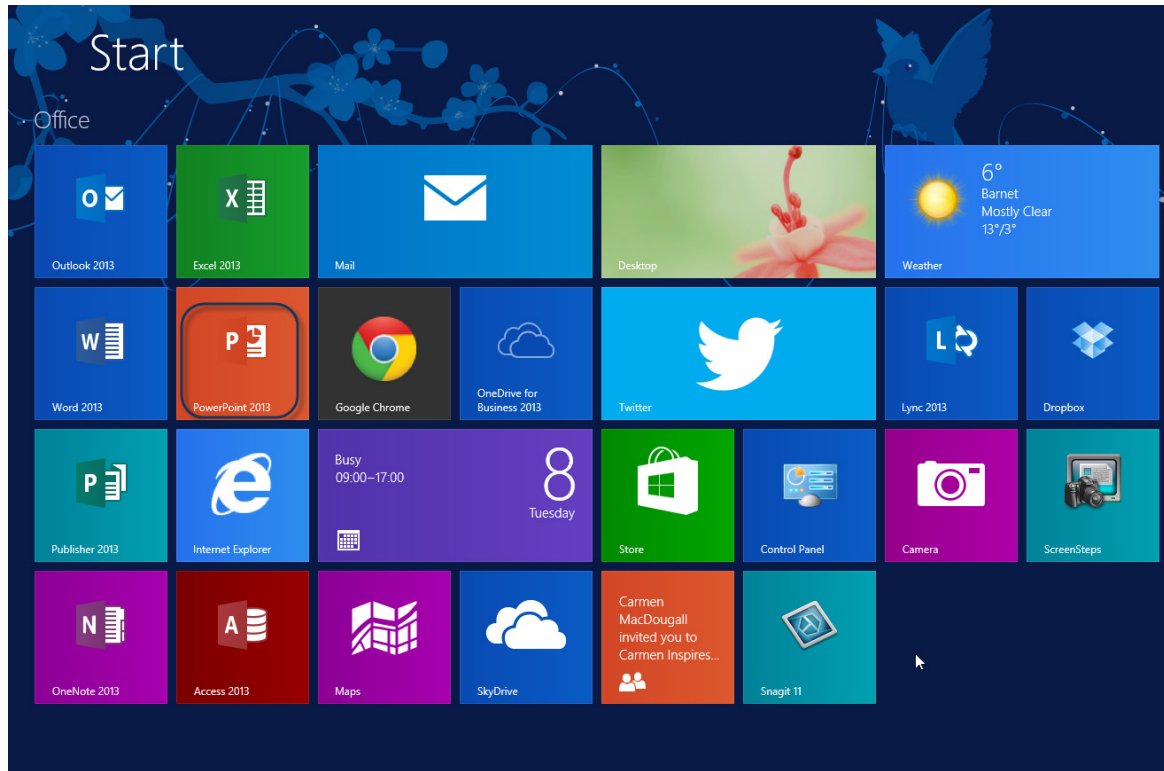 Start
Office
O
Outlook 2013
X
Excel 2013
Mail
Desktop
6°
Barnet
Mostly Clear
13°/3°
Weather
W
Word 2013
P
PowerPoint 2013
Google Chrome
OneDrive for
Business 2013
Twitter
L
Lync 2013
Dropbox
P
Publisher 2013
Internet Explorer
Busy
09:00–17:00
8
Tuesday
Store
Control Panel
Camera
ScreenSteps
N
OneNote 2013
A
Access 2013
Maps
SkyDrive
Carmen
MacDougall
invited you to
Carmen Inspires...
Snagit 11